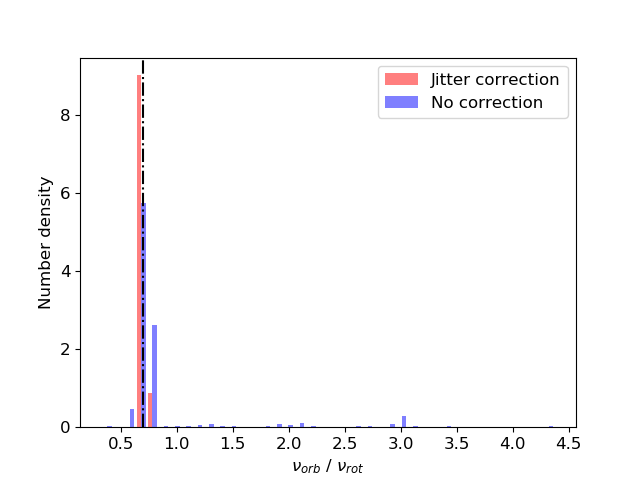 Jitter correction
No correction
Number density
8
6
4
2
0
0.5 1.0 1.5 2.0 2.5 3.0 3.5 4.0 4.5
ν_orb / ν_rot